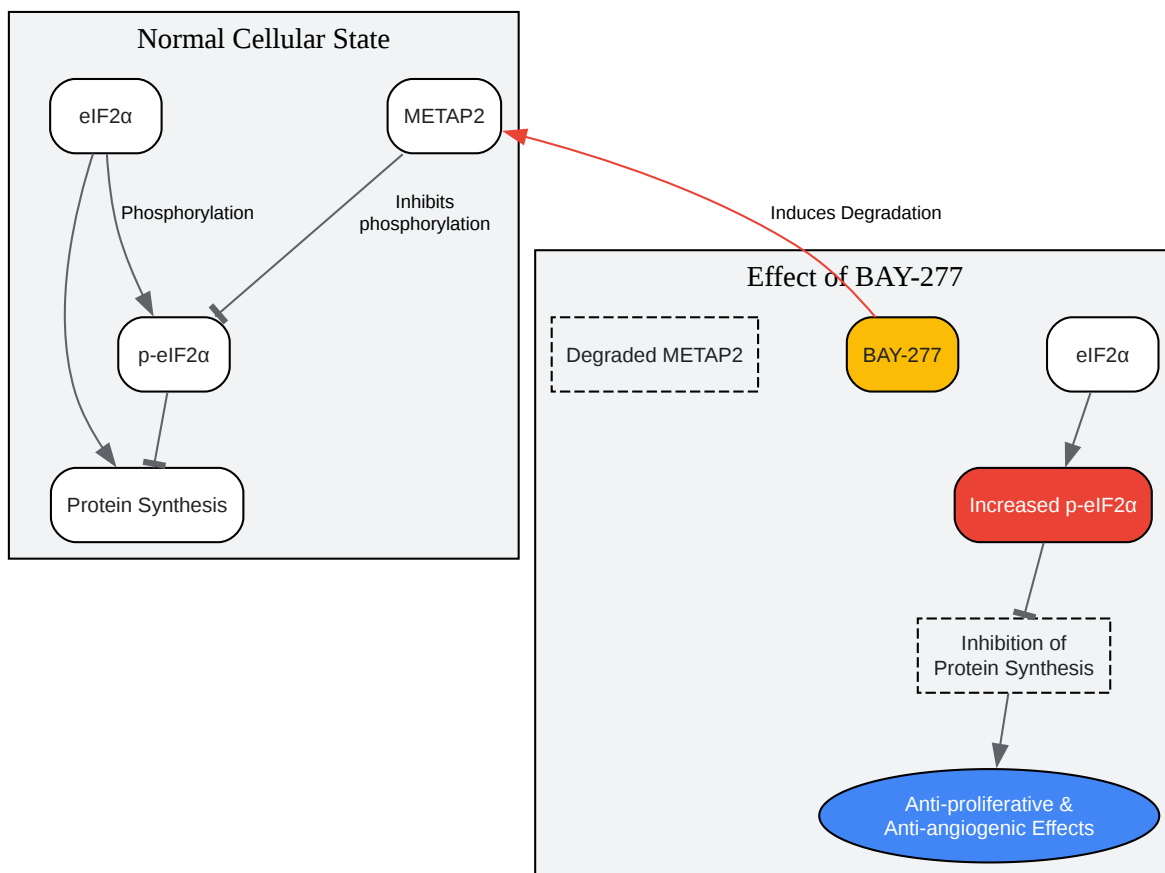 Normal Cellular State
eIF2α
METAP2
Phosphorylation
Inhibits
phosphorylation
p-eIF2α
Protein Synthesis
Induces Degradation
Effect of BAY-277
Degraded METAP2
BAY-277
eIF2α
Increased p-eIF2α
Inhibition of
Protein Synthesis
Anti-proliferative &
Anti-angiogenic Effects